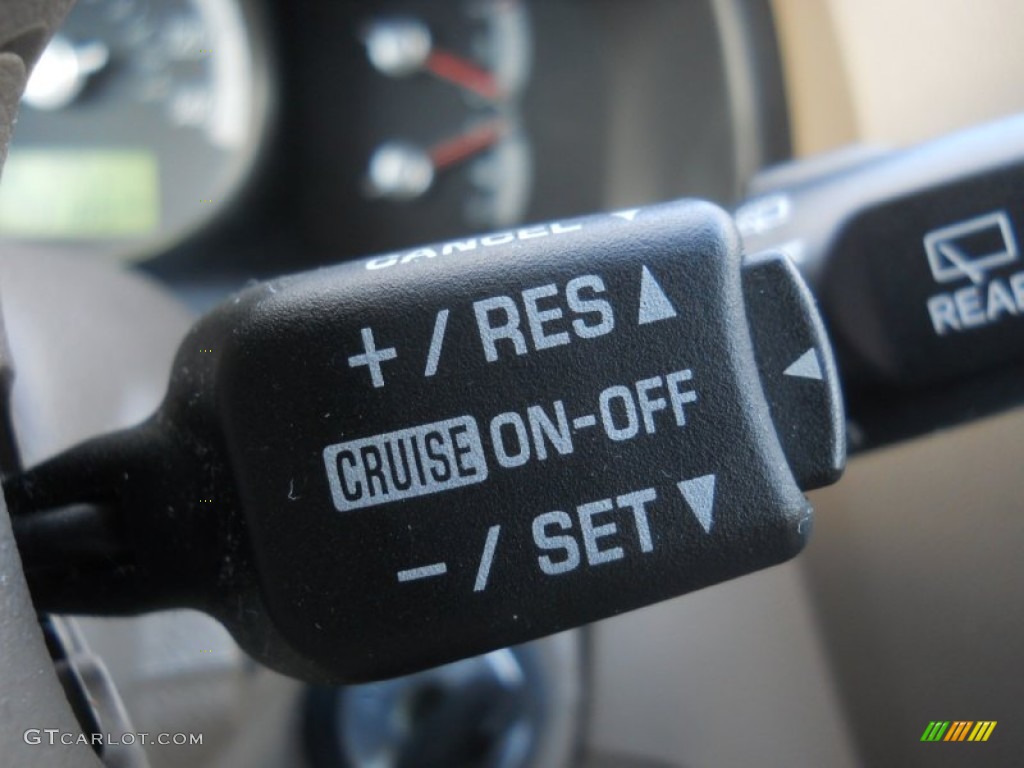 CANCEL
+ / RES ▲
CRUISE ON-OFF
- / SET ▼
REAR
GTCARLOT.COM